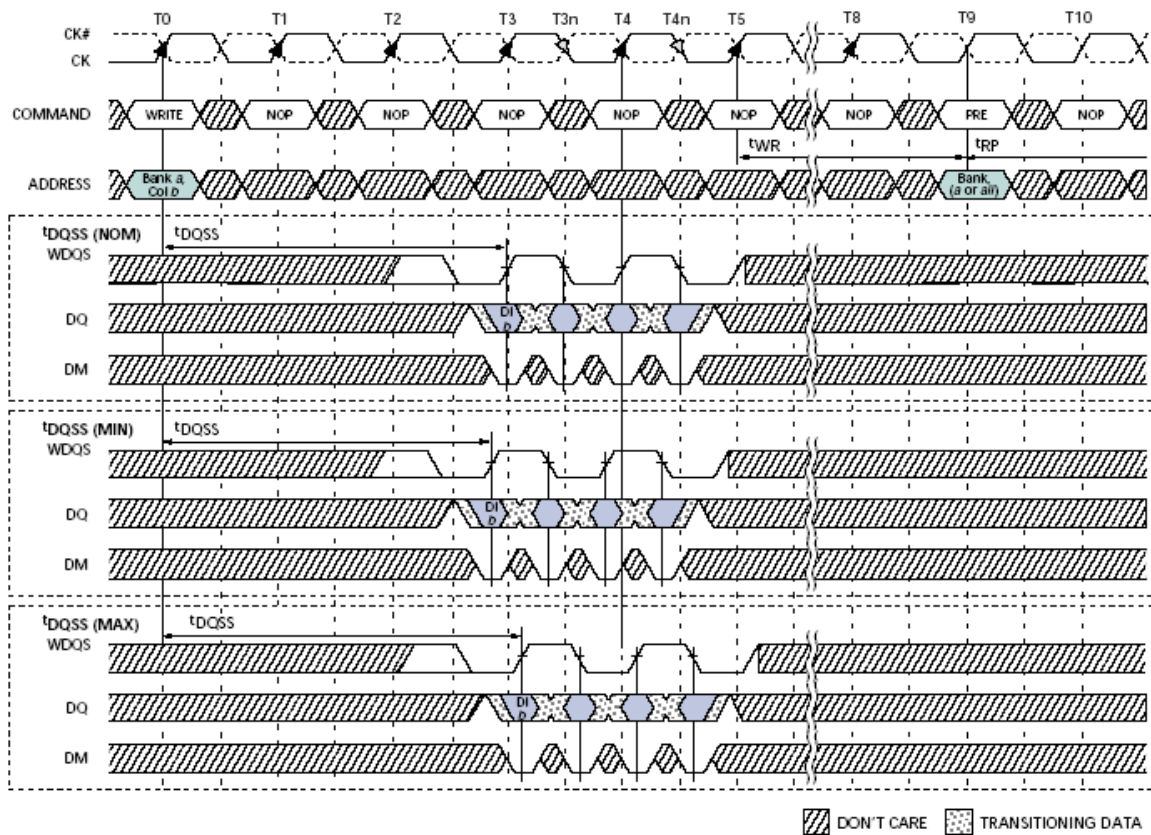 T0 T1 T2 T3 T3n T4 T4n T5 T8 T9 T10
CK#
CK
COMMAND WRITE NOP NOP NOP NOP NOP NOP PRE NOP
tWR tRP
ADDRESS Bank a, Col b Bank, (a or all)
tDQSS (NOM) tDQSS
WDQS
DQ DI b
DM
tDQSS (MIN) tDQSS
WDQS
DQ DI b
DM
tDQSS (MAX) tDQSS
WDQS
DQ DI b
DM
DON'T CARE TRANSITIONING DATA